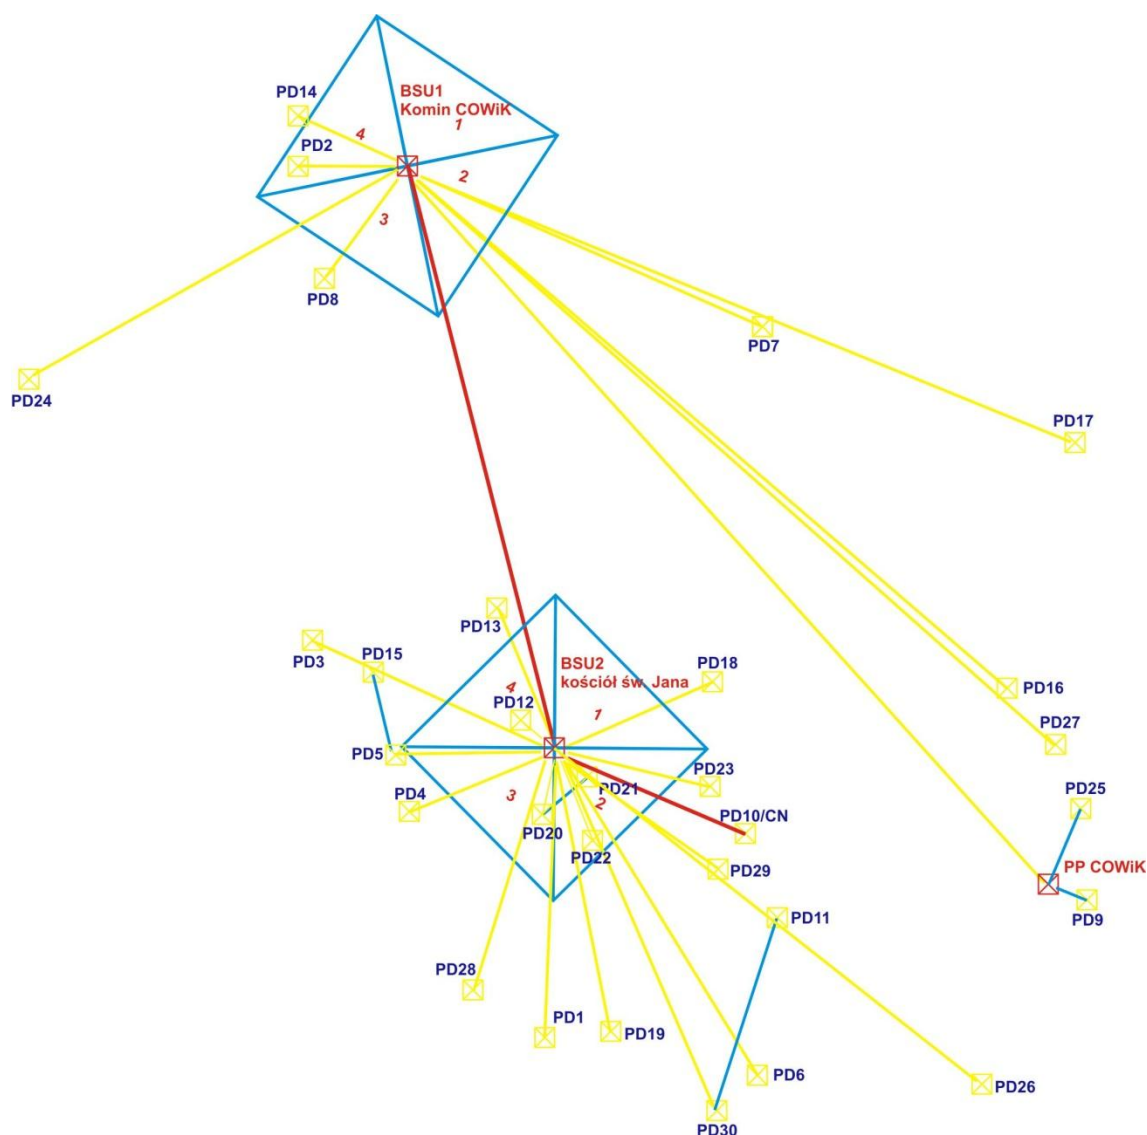 PD14
BSU1
Komin COWiK
1
4
PD2
2
3
PD8
PD7
PD24
PD17
PD13
PD3
PD15
BSU2
kościół św. Jana
PD18
4
PD12
1
PD16
PD27
PD5
PD23
PD21
3
2
PD4
PD20
PD10/CN
PD25
PD22
PD29
PP COWiK
PD11
PD9
PD28
PD1
PD19
PD6
PD26
PD30